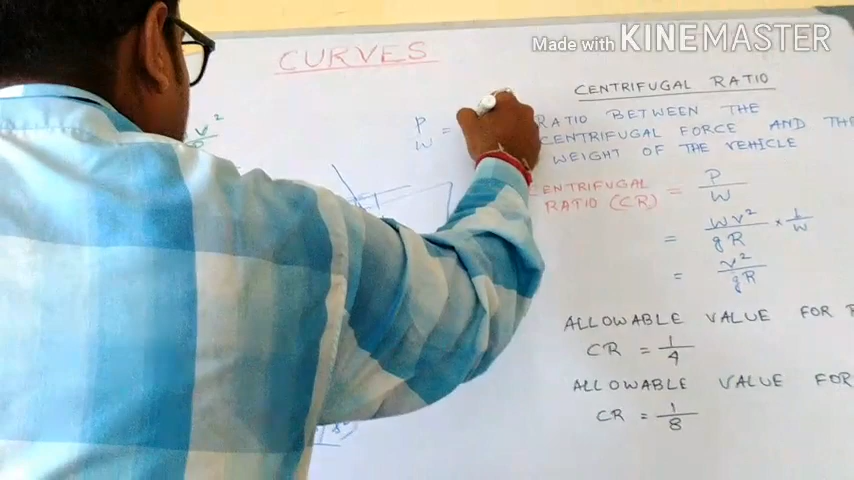 Made with KINEMASTER
CURVES
CENTRIFUGAL RATIO
RATIO BETWEEN THE
CENTRIFUGAL FORCE AND THE
WEIGHT OF THE VEHICLE
P/W =
CENTRIFUGAL RATIO (CR) = P/W
= Wv²/gR × 1/W
= v²/gR
ALLOWABLE VALUE FOR
CR = 1/4
ALLOWABLE VALUE FOR
CR = 1/8